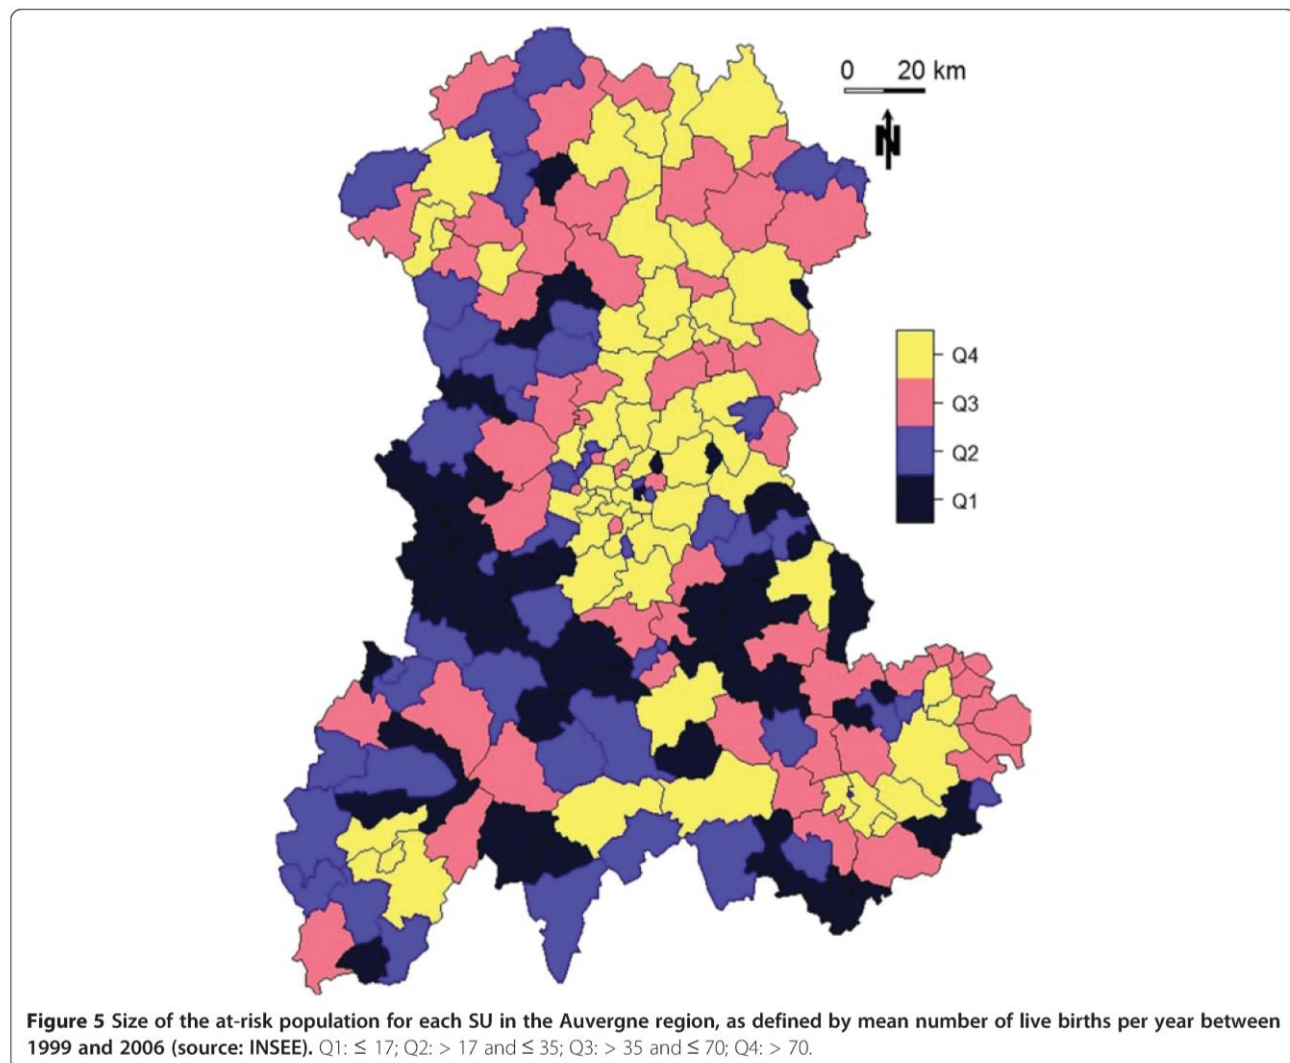 0 20 km
N
Q4
Q3
Q2
Q1
Figure 5 Size of the at-risk population for each SU in the Auvergne region, as defined by mean number of live births per year between
1999 and 2006 (source: INSEE). Q1: ≤ 17; Q2: > 17 and ≤ 35; Q3: > 35 and ≤ 70; Q4: > 70.